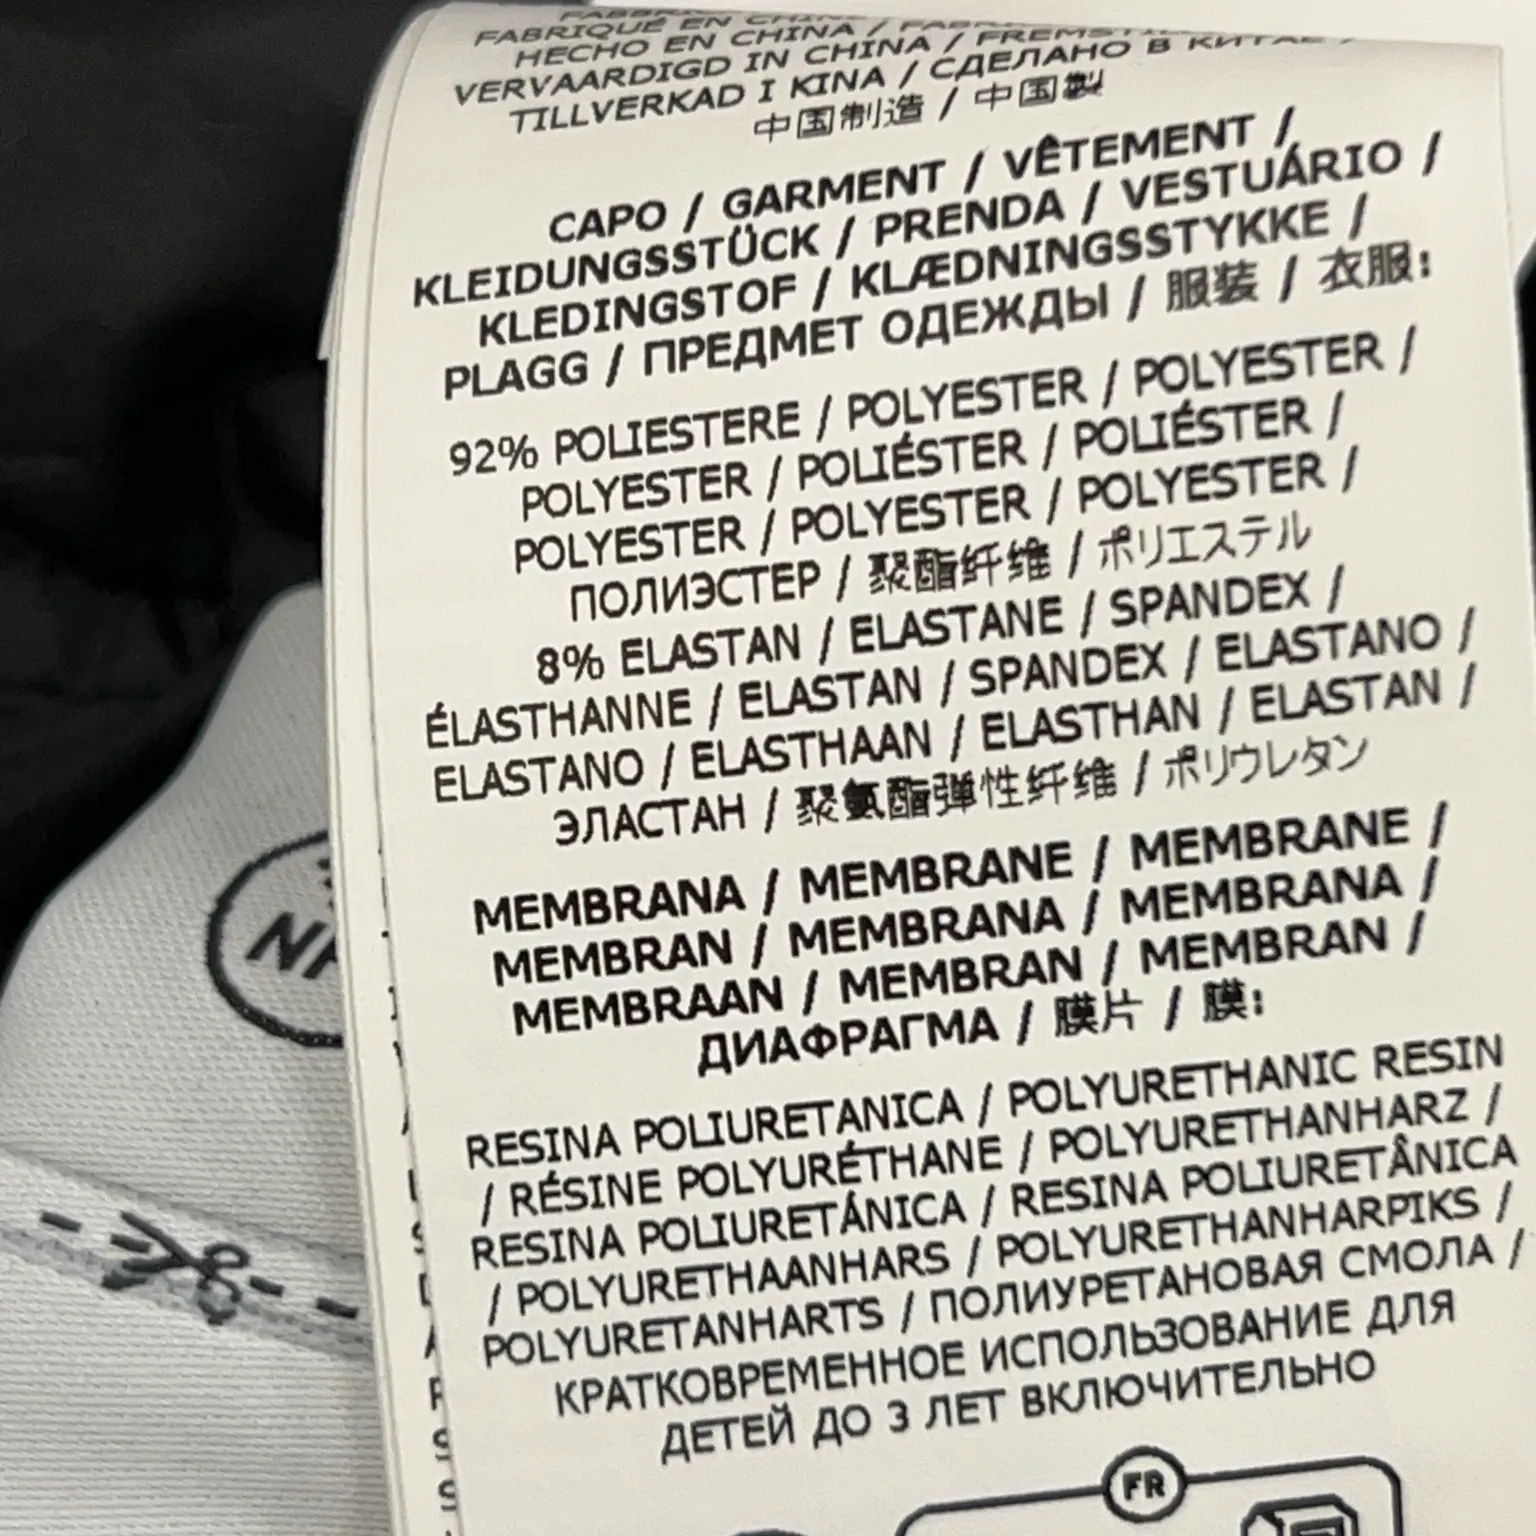 FABRIQUÉ EN CHINA /
HECHO EN CHINA /
VERVAARDIGD IN CHINA /
TILLVERKAD I KINA / СДЕЛАНО В КИТАЕ /
中国制造 / 中国製
CAPO / GARMENT / VÊTEMENT /
KLEIDUNGSSTÜCK / PRENDA / VESTUÁRIO /
KLEDINGSTOF / KLÆDNINGSSTYKKE /
PLAGG / ПРЕДМЕТ ОДЕЖДЫ / 服装 / 衣服:
92% POLIESTERE / POLYESTER / POLYESTER /
POLYESTER / POLIÉSTER / POLIÉSTER /
POLYESTER / POLYESTER / POLYESTER /
ПОЛИЭСТЕР / 聚酯纤维 / ポリエステル
8% ELASTAN / ELASTANE / SPANDEX /
ÉLASTHANNE / ELASTAN / SPANDEX / ELASTANO /
ELASTANO / ELASTHAAN / ELASTHAN / ELASTAN /
ЭЛАСТАН / 聚氨酯弹性纤维 / ポリウレタン
MEMBRANA / MEMBRANE / MEMBRANE /
MEMBRAN / MEMBRANA / MEMBRANA /
MEMBRAAN / MEMBRAN / MEMBRAN /
ДИАФРАГМА / 膜片 / 膜:
RESINA POLIURETANICA / POLYURETHANIC RESIN
/ RÉSINE POLYURÉTHANE / POLYURETHANHARZ /
RESINA POLIURETÁNICA / RESINA POLIURETÂNICA
/ POLYURETHAANHARS / POLYURETHANHARPIKS /
POLYURETANHARTS / ПОЛИУРЕТАНОВАЯ СМОЛА /
КРАТКОВРЕМЕННОЕ ИСПОЛЬЗОВАНИЕ ДЛЯ
ДЕТЕЙ ДО 3 ЛЕТ ВКЛЮЧИТЕЛЬНО
FR